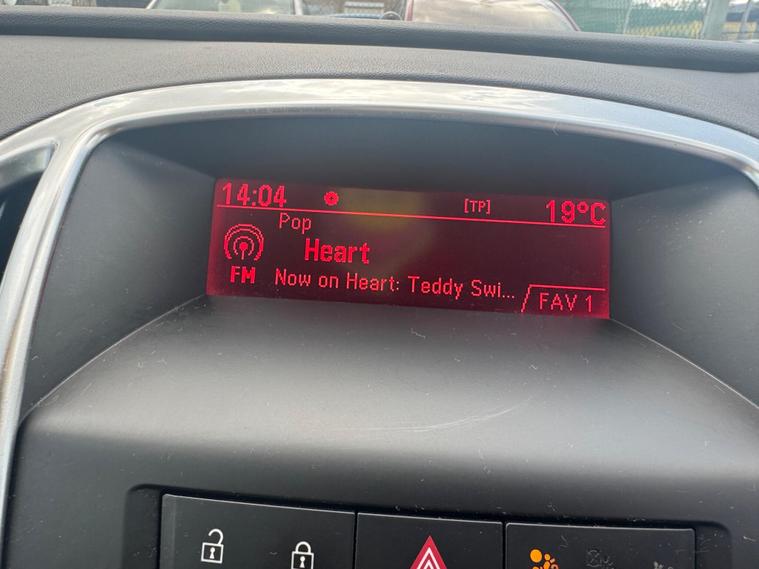 14:04 [TP] 19°C
Pop
Heart
FM Now on Heart: Teddy Swi...
FAV 1